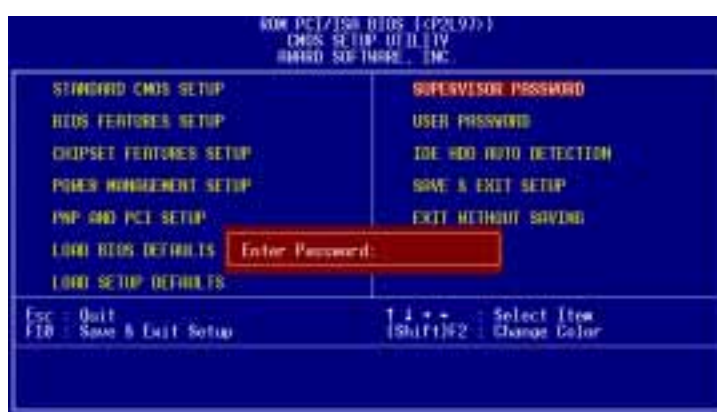 ROM PCI/ISA BIOS (<P2L97>)
CMOS SETUP UTILITY
AWARD SOFTWARE, INC.
STANDARD CMOS SETUP
BIOS FEATURES SETUP
CHIPSET FEATURES SETUP
POWER MANAGEMENT SETUP
PNP AND PCI SETUP
LOAD BIOS DEFAULTS
LOAD SETUP DEFAULTS
SUPERVISOR PASSWORD
USER PASSWORD
IDE HDD AUTO DETECTION
SAVE & EXIT SETUP
EXIT WITHOUT SAVING
Enter Password:
Esc : Quit
F10 : Save & Exit Setup
: Select Item
(Shift)F2 : Change Color